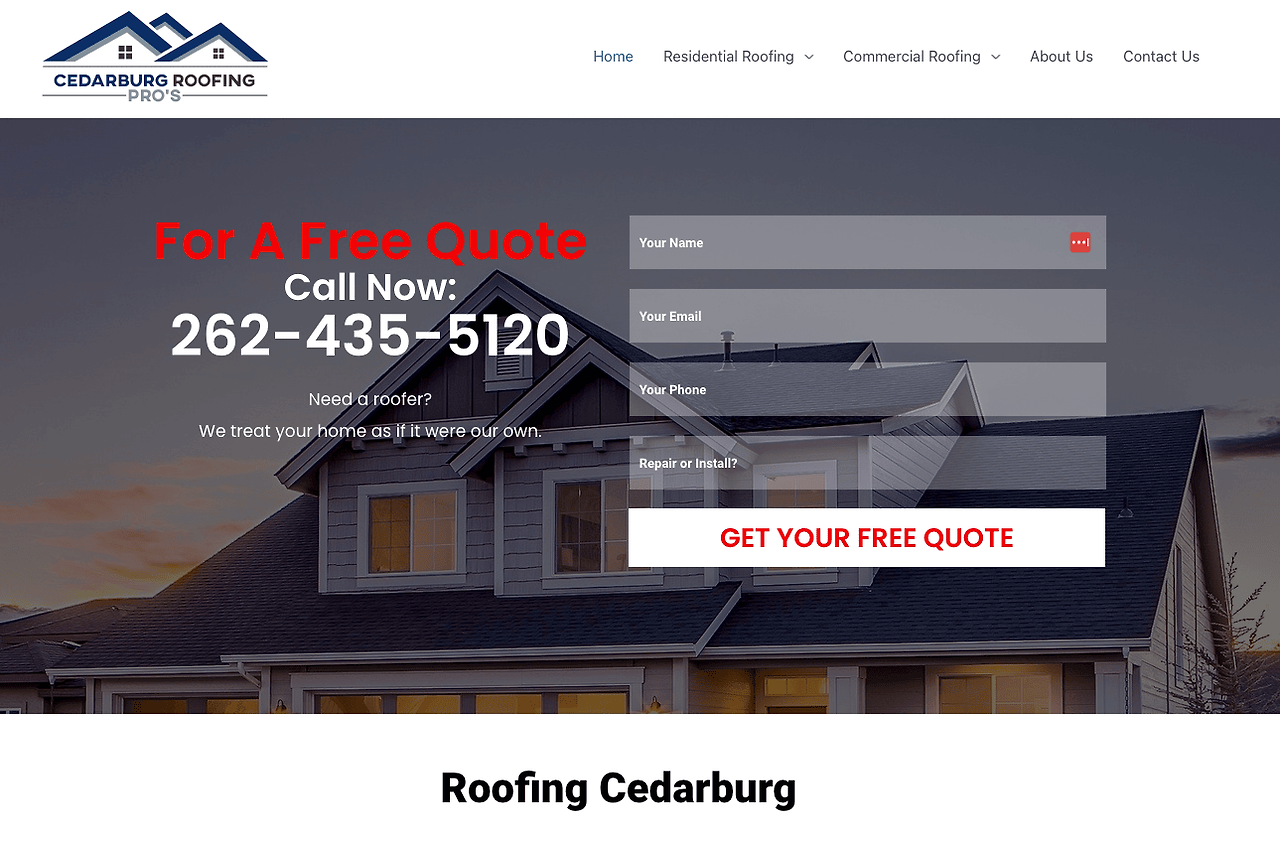 CEDARBURG ROOFING
PRO'S
Home Residential Roofing Commercial Roofing About Us Contact Us
For A Free Quote
Call Now:
262-435-5120
Need a roofer?
We treat your home as if it were our own.
Your Name
Your Email
Your Phone
Repair or Install?
GET YOUR FREE QUOTE
Roofing Cedarburg